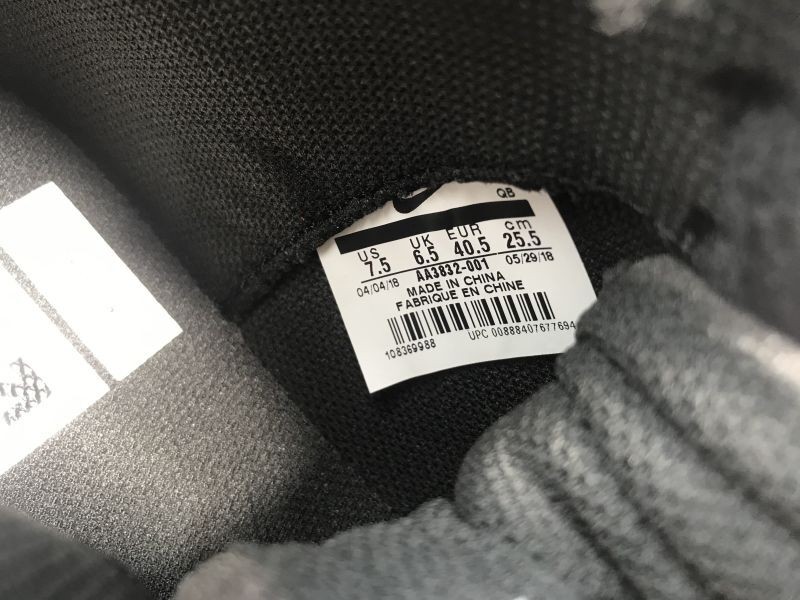 QB
US UK EUR cm
7.5 6.5 40.5 25.5
04/04/18 AA3832-001 05/29/18
MADE IN CHINA
FABRIQUE EN CHINE
108369988 UPC 00888407677694